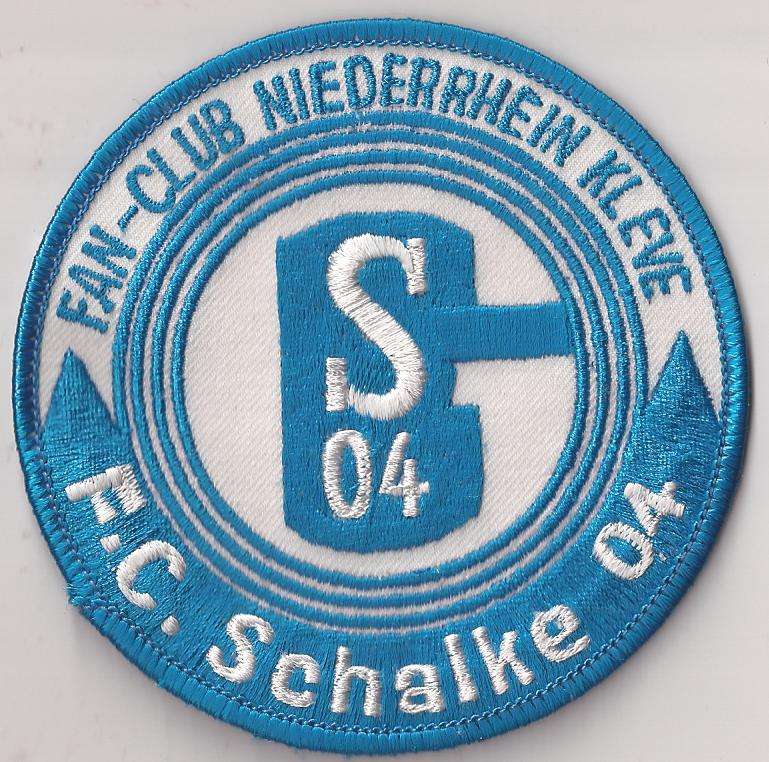 FAN-CLUB NIEDERRHEIN KLEVE
S
04
F.C. Schalke 04